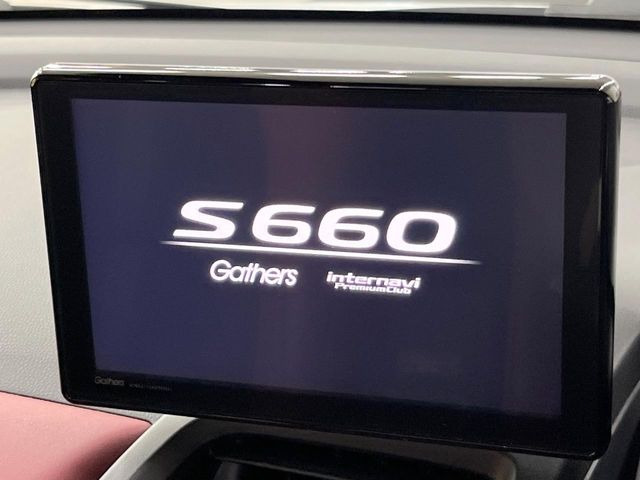 S660
Gathers internavi
PremiumClub
Gathers